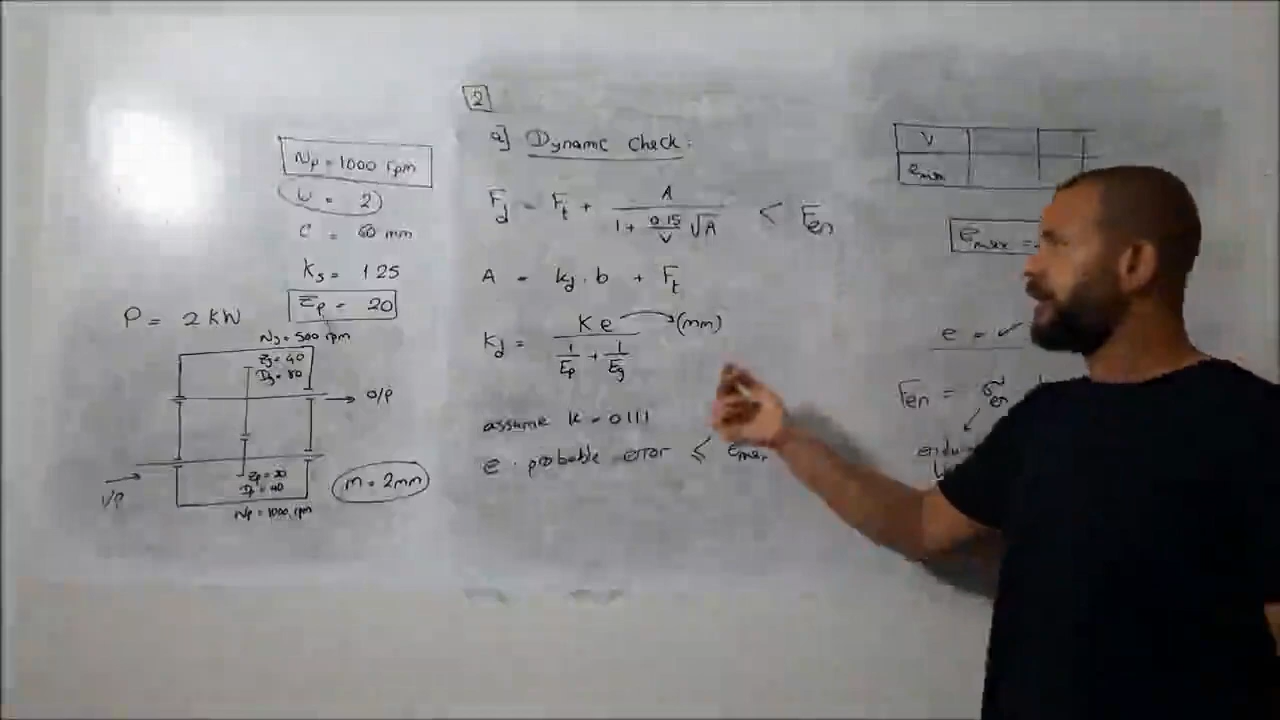 Np = 1000 rpm
U = 2
C = 60 mm
Ks = 1.25
Zp = 20
P = 2 KW
Ng = 500 rpm
Zg = 40
Dg = 80
O/P
I/P
Zp = 20
Dp = 40
Np = 1000 rpm
m = 2mm
2
a] Dynamic check:
Fd = Ft + A / (1 + 0.15/V √A) < Fen
A = kd . b + Ft
Kd = K e / (1/Ep + 1/Eg) → (mm)
assume K = 0.111
e : probable error ≤ emax
V
emax
emax =
e = ✓
Fen = σen
endu